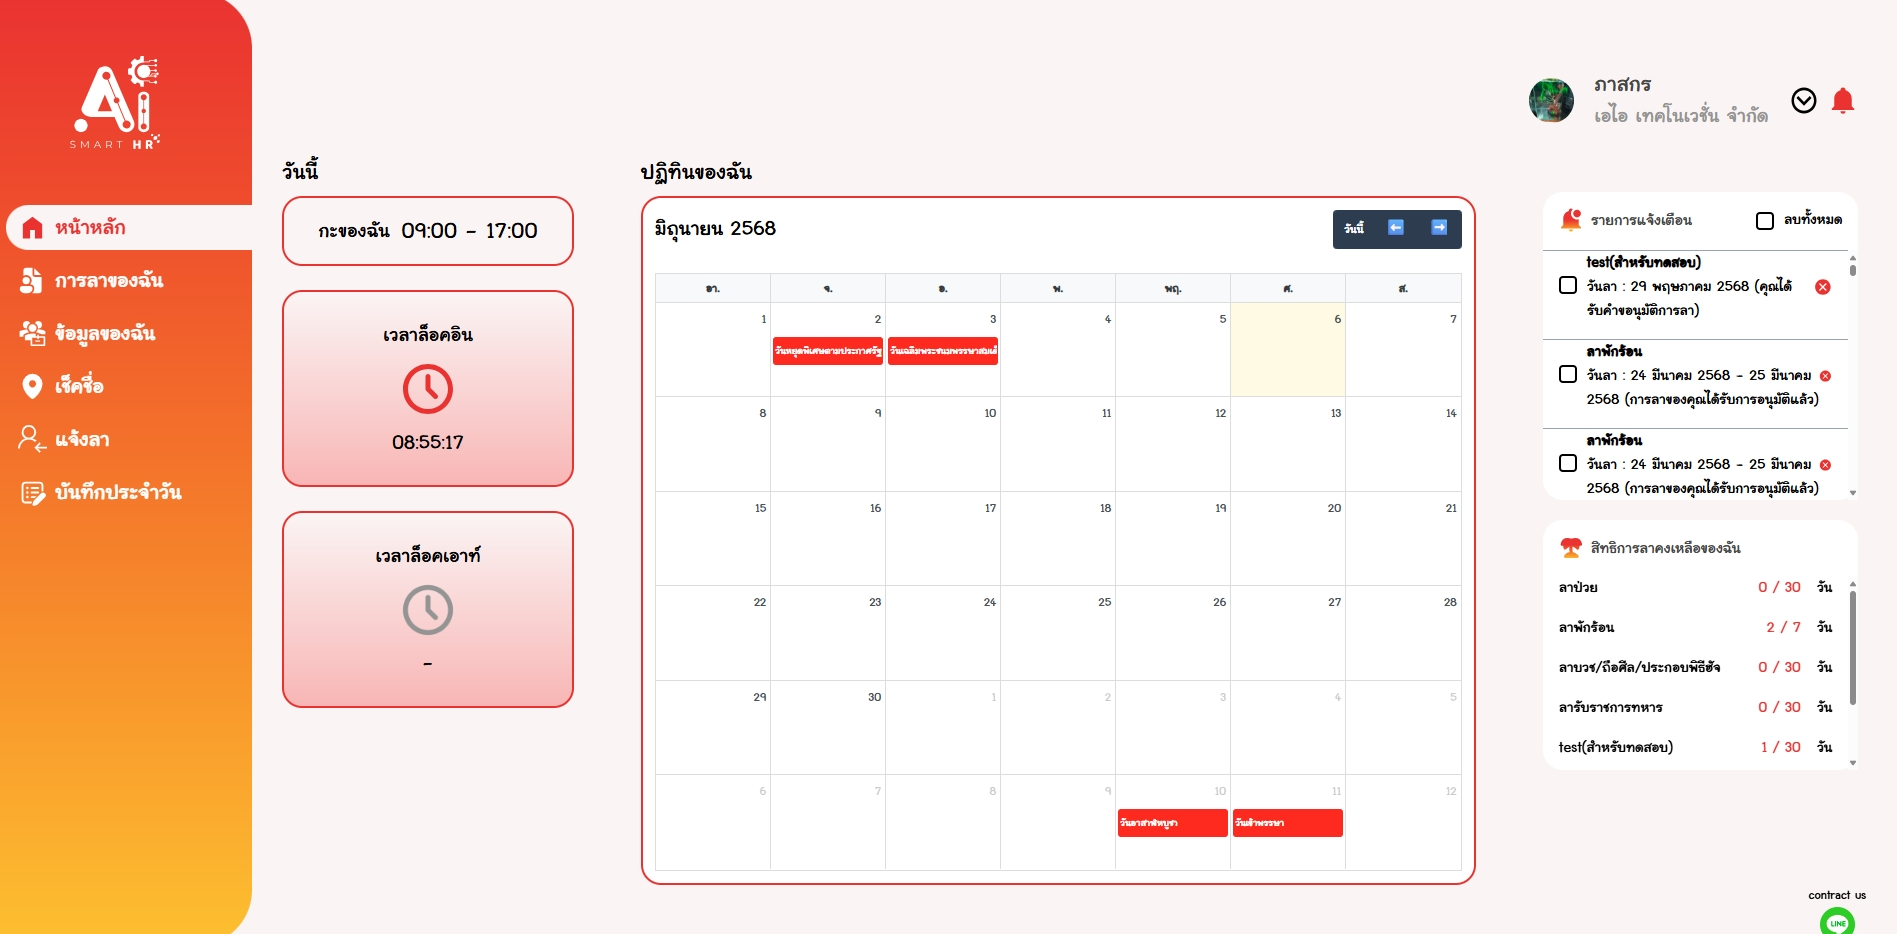 Ai
SMART HR
หน้าหลัก
การลาของฉัน
ข้อมูลของฉัน
เช็คชื่อ
แจ้งลา
บันทึกประจำวัน
ภาสกร
เอไอ เทคโนเวชั่น จำกัด
วันนี้
กะของฉัน 09:00 - 17:00
เวลาล็อคอิน
08:55:17
เวลาล็อคเอาท์
-
ปฏิทินของฉัน
มิถุนายน 2568
วันนี้
อา. จ. อ. พ. พฤ. ศ. ส.
1 2 3 4 5 6 7
วันหยุดพิเศษตามประกาศรัฐ วันเฉลิมพระชนมพรรษาสมเด็
8 9 10 11 12 13 14
15 16 17 18 19 20 21
22 23 24 25 26 27 28
29 30 1 2 3 4 5
6 7 8 9 10 11 12
วันอาสาฬหบูชา วันเข้าพรรษา
รายการแจ้งเตือน ลบทั้งหมด
test(สำหรับทดสอบ)
วันลา : 29 พฤษภาคม 2568 (คุณได้
รับคำขอนุมัติการลา)
ลาพักร้อน
วันลา : 24 มีนาคม 2568 - 25 มีนาคม
2568 (การลาของคุณได้รับการอนุมัติแล้ว)
ลาพักร้อน
วันลา : 24 มีนาคม 2568 - 25 มีนาคม
2568 (การลาของคุณได้รับการอนุมัติแล้ว)
สิทธิการลาคงเหลือของฉัน
ลาป่วย 0 / 30 วัน
ลาพักร้อน 2 / 7 วัน
ลาบวช/ถือศีล/ประกอบพิธีฮัจ 0 / 30 วัน
ลารับราชการทหาร 0 / 30 วัน
test(สำหรับทดสอบ) 1 / 30 วัน
contract us
LINE